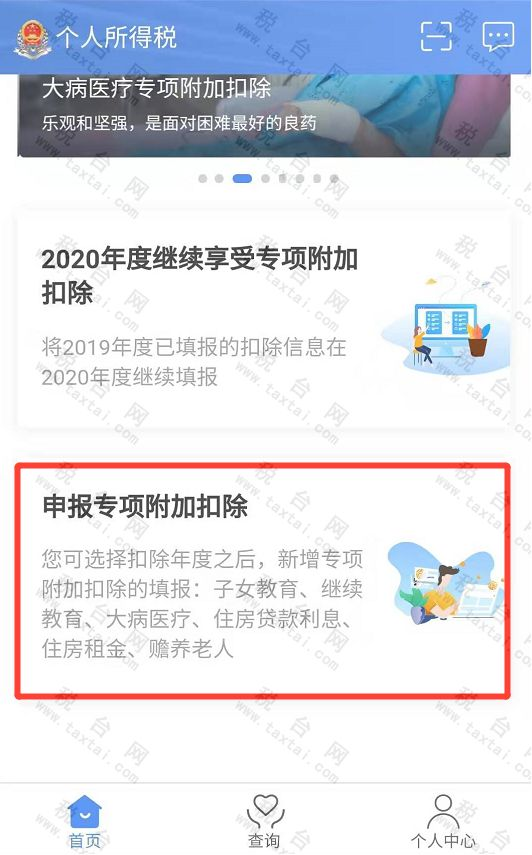 个人所得税
大病医疗专项附加扣除
乐观和坚强，是面对困难最好的良药
2020年度继续享受专项附加
扣除
将2019年度已填报的扣除信息在
2020年度继续填报
申报专项附加扣除
您可选择扣除年度之后，新增专项
附加扣除的填报：子女教育、继续
教育、大病医疗、住房贷款利息、
住房租金、赡养老人
首页
查询
个人中心
税台网
www.taxtai.com